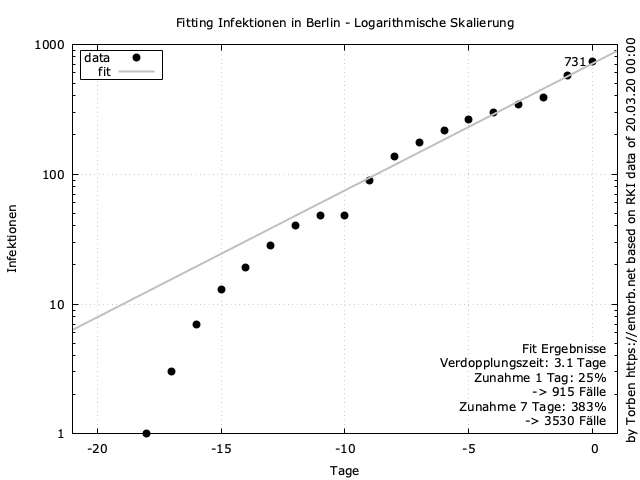 Fitting Infektionen in Berlin - Logarithmische Skalierung
1000
100
10
1
Infektionen
data
fit
731
Fit Ergebnisse
Verdopplungszeit: 3.1 Tage
Zunahme 1 Tag: 25%
-> 915 Fälle
Zunahme 7 Tage: 383%
-> 3530 Fälle
-20
-15
-10
-5
0
Tage
by Torben https://entorb.net based on RKI data of 20.03.20 00:00